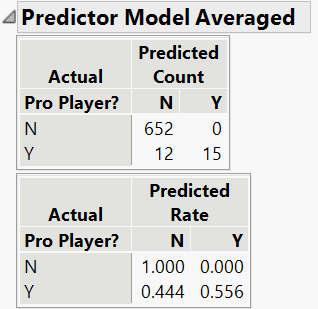 Predictor Model Averaged
Predicted
Actual Count
Pro Player? N Y
N 652 0
Y 12 15
Predicted
Actual Rate
Pro Player? N Y
N 1.000 0.000
Y 0.444 0.556